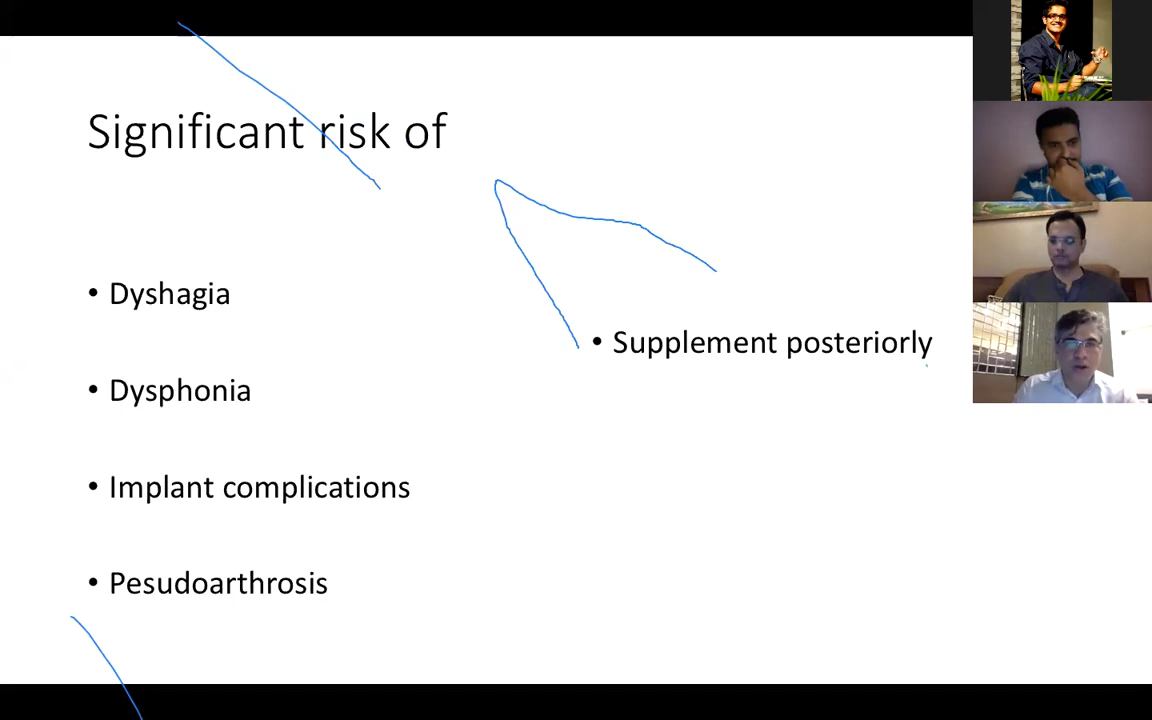 Significant risk of
• Dyshagia
• Dysphonia
• Implant complications
• Pesudoarthrosis
• Supplement posteriorly